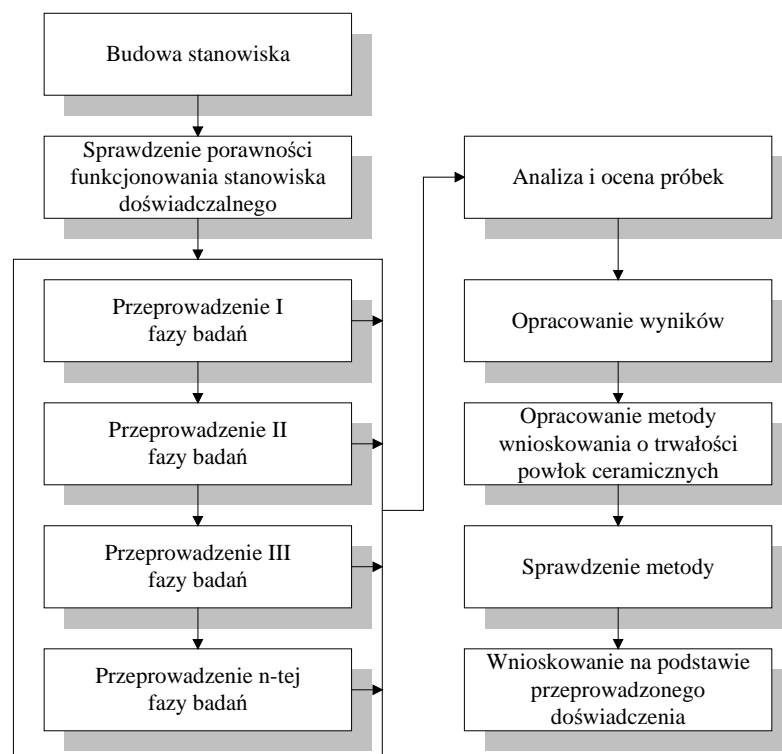 Budowa stanowiska
Sprawdzenie porawności
funkcjonowania stanowiska
doświadczalnego
Przeprowadzenie I
fazy badań
Przeprowadzenie II
fazy badań
Przeprowadzenie III
fazy badań
Przeprowadzenie n-tej
fazy badań
Analiza i ocena próbek
Opracowanie wyników
Opracowanie metody
wnioskowania o trwałości
powłok ceramicznych
Sprawdzenie metody
Wnioskowanie na podstawie
przeprowadzonego
doświadczenia